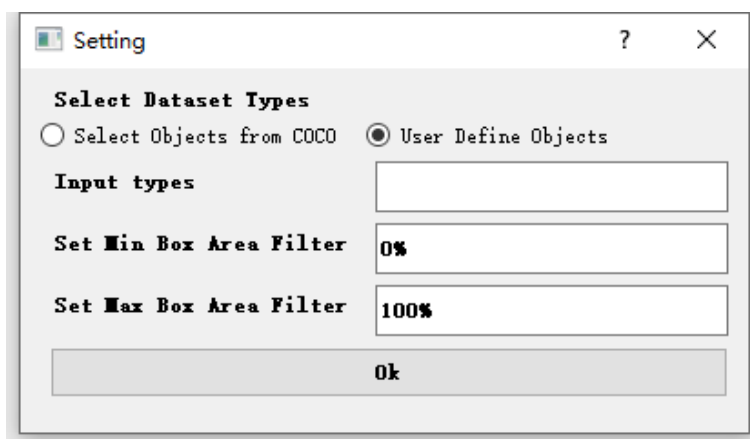 Setting
Select Dataset Types
Select Objects from COCO User Define Objects
Input types
Set Min Box Area Filter 0%
Set Max Box Area Filter 100%
Ok